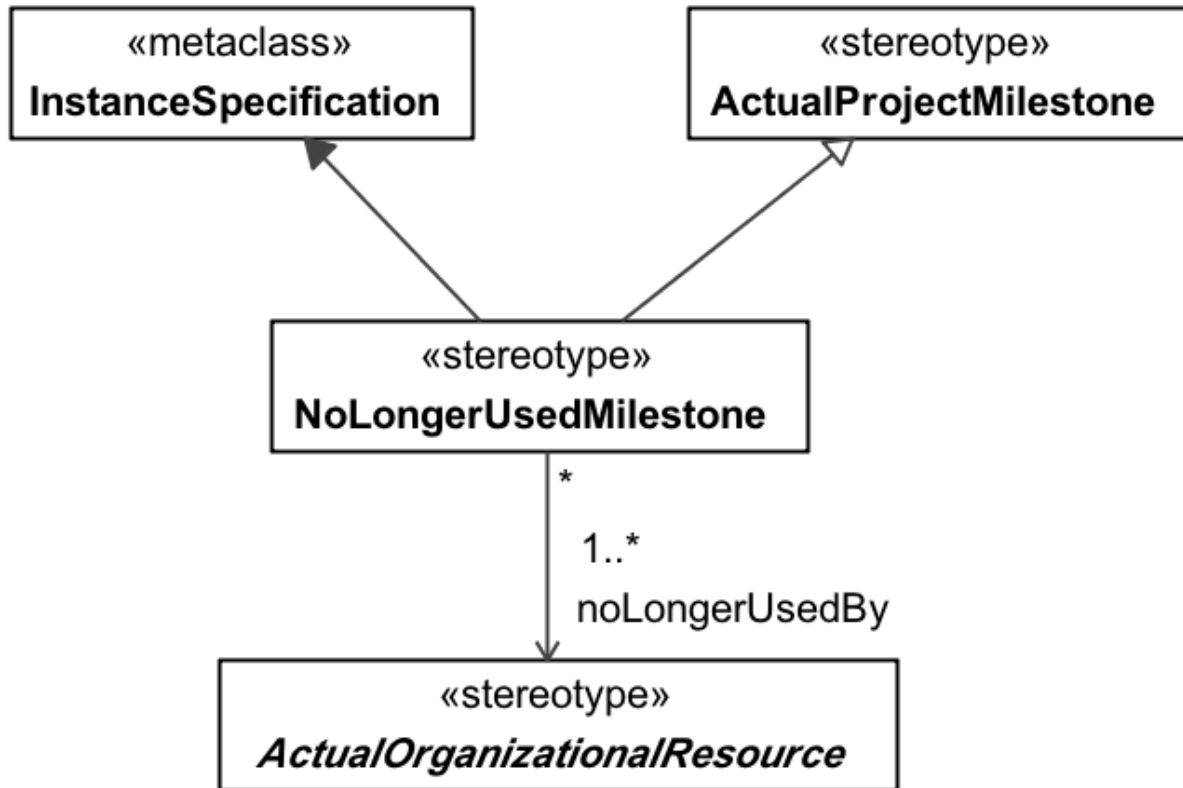 «metaclass»
InstanceSpecification
«stereotype»
ActualProjectMilestone
«stereotype»
NoLongerUsedMilestone
*
1..*
noLongerUsedBy
«stereotype»
ActualOrganizationalResource